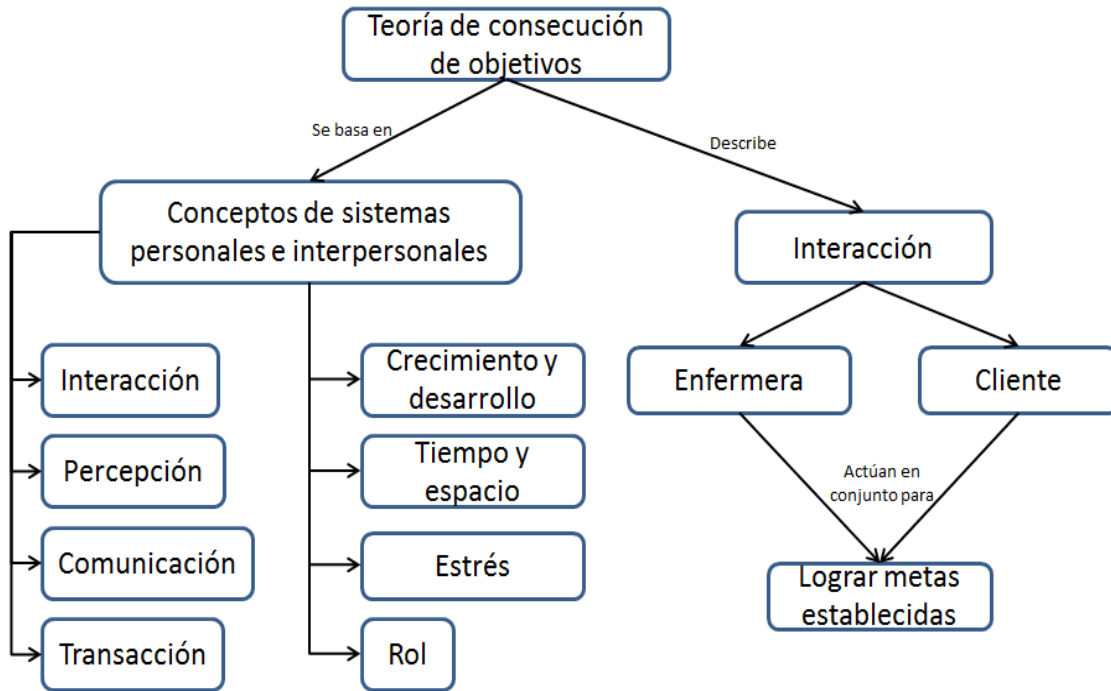 Teoría de consecución
de objetivos
Se basa en
Describe
Conceptos de sistemas
personales e interpersonales
Interacción
Interacción
Percepción
Comunicación
Transacción
Crecimiento y
desarrollo
Tiempo y
espacio
Estrés
Rol
Enfermera
Cliente
Actúan en
conjunto para
Lograr metas
establecidas